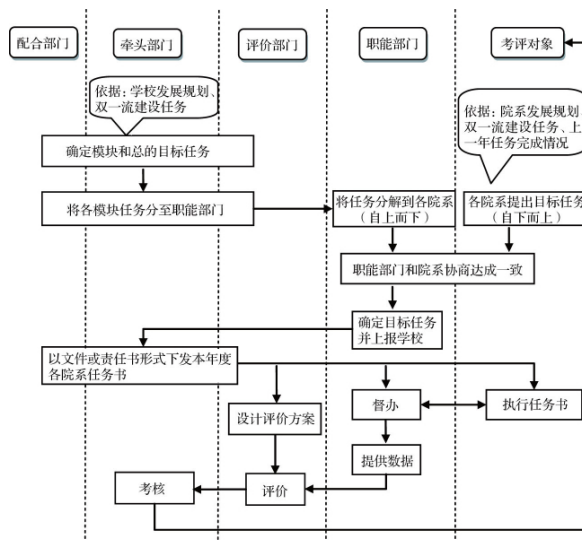 配合部门
牵头部门
评价部门
职能部门
考评对象
依据：学校发展规划、
双一流建设任务
依据：院系发展规划、
双一流建设任务、上
一年任务完成情况
确定模块和总的目标任务
将各模块任务分至职能部门
将任务分解到各院系
（自上而下）
各院系提出目标任务
（自下而上）
职能部门和院系协商达成一致
确定目标任务
并上报学校
以文件或责任书形式下发本年度
各院系任务书
设计评价方案
督办
执行任务书
提供数据
考核
评价